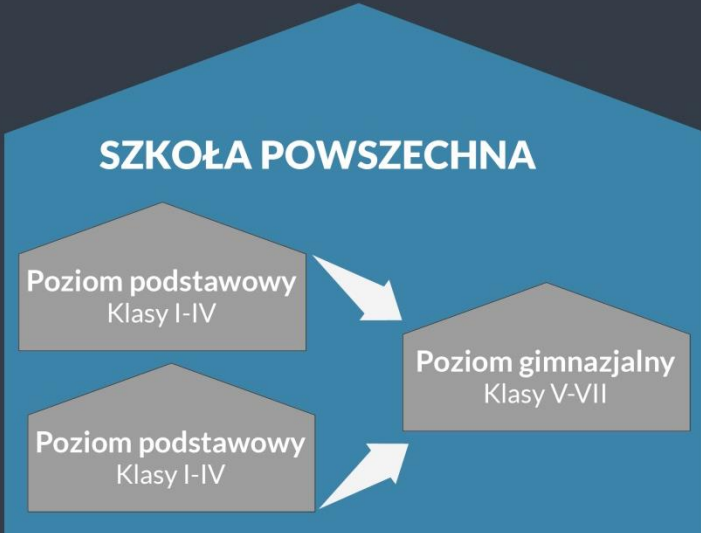 SZKOŁA POWSZECHNA
Poziom podstawowy
Klasy I-IV
Poziom gimnazjalny
Klasy V-VII
Poziom podstawowy
Klasy I-IV